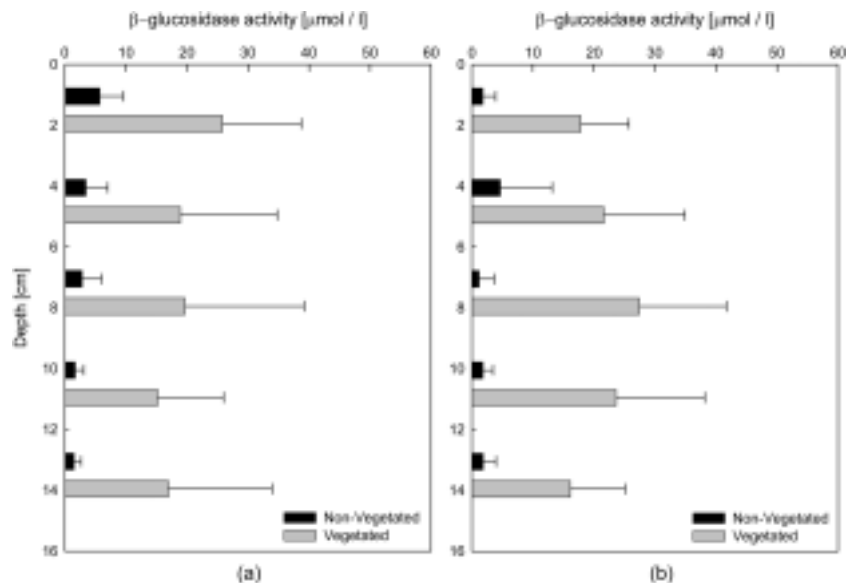 β−glucosidase activity [μmol / l]
0 10 20 30 40 50 60
0
2
4
6
8
10
12
14
16
Depth [cm]
Non-Vegetated
Vegetated
(a)
β−glucosidase activity [μmol / l]
0 10 20 30 40 50 60
0
2
4
6
8
10
12
14
16
Non-Vegetated
Vegetated
(b)